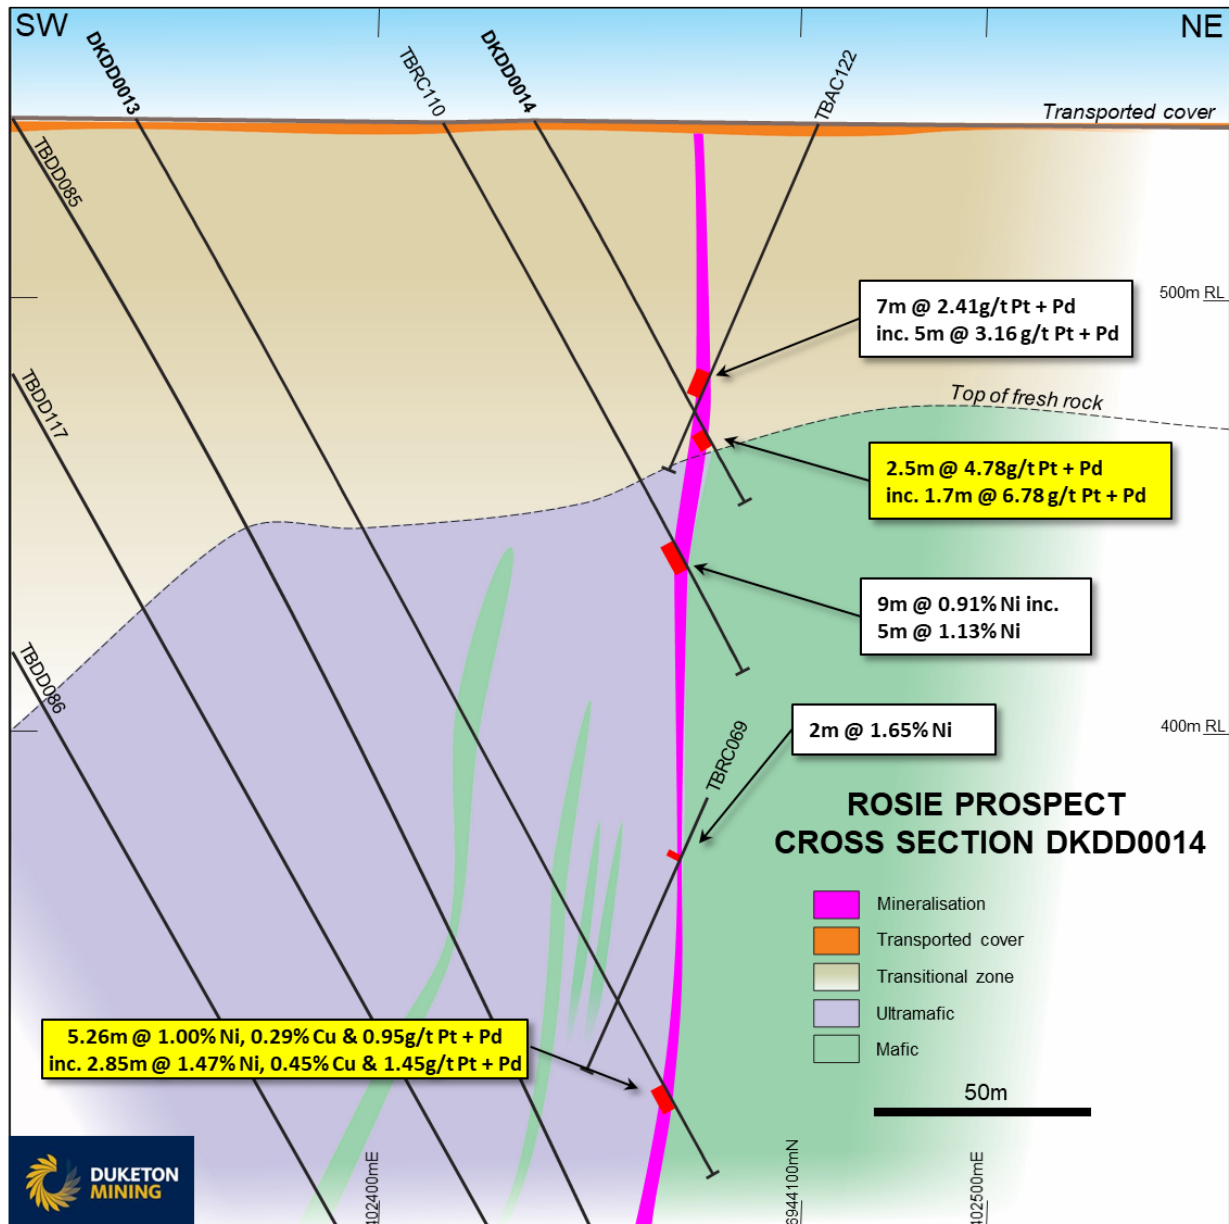 SW
NE
DKDD0013
TBRC110
DKDD0014
TBAC122
Transported cover
TBDD085
500m RL
7m @ 2.41g/t Pt + Pd
inc. 5m @ 3.16 g/t Pt + Pd
TBDD117
Top of fresh rock
2.5m @ 4.78g/t Pt + Pd
inc. 1.7m @ 6.78 g/t Pt + Pd
9m @ 0.91% Ni inc.
5m @ 1.13% Ni
TBDD086
2m @ 1.65% Ni
400m RL
TBRC069
ROSIE PROSPECT
CROSS SECTION DKDD0014
Mineralisation
Transported cover
Transitional zone
Ultramafic
Mafic
5.26m @ 1.00% Ni, 0.29% Cu & 0.95g/t Pt + Pd
inc. 2.85m @ 1.47% Ni, 0.45% Cu & 1.45g/t Pt + Pd
50m
DUKETON
MINING
402400mE
6944100mN
402500mE